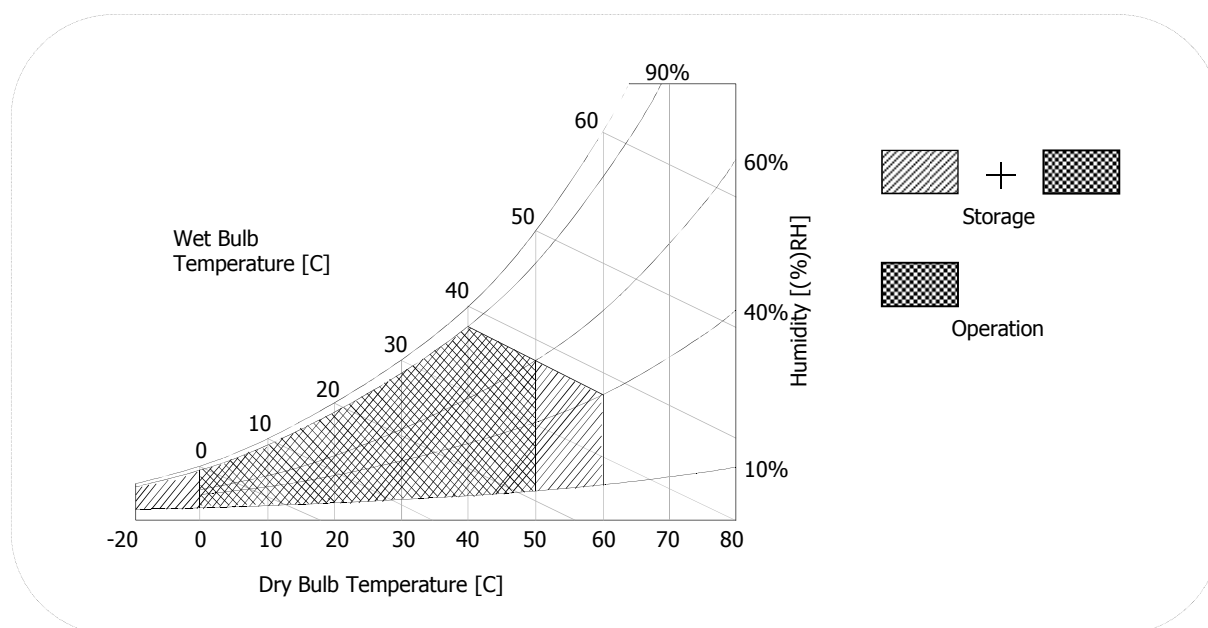 90%
60
60%
50
Wet Bulb
Temperature [C]
Storage
40
40%
Humidity [(%)RH]
Operation
30
20
10
0
10%
-20 0 10 20 30 40 50 60 80
Dry Bulb Temperature [C]